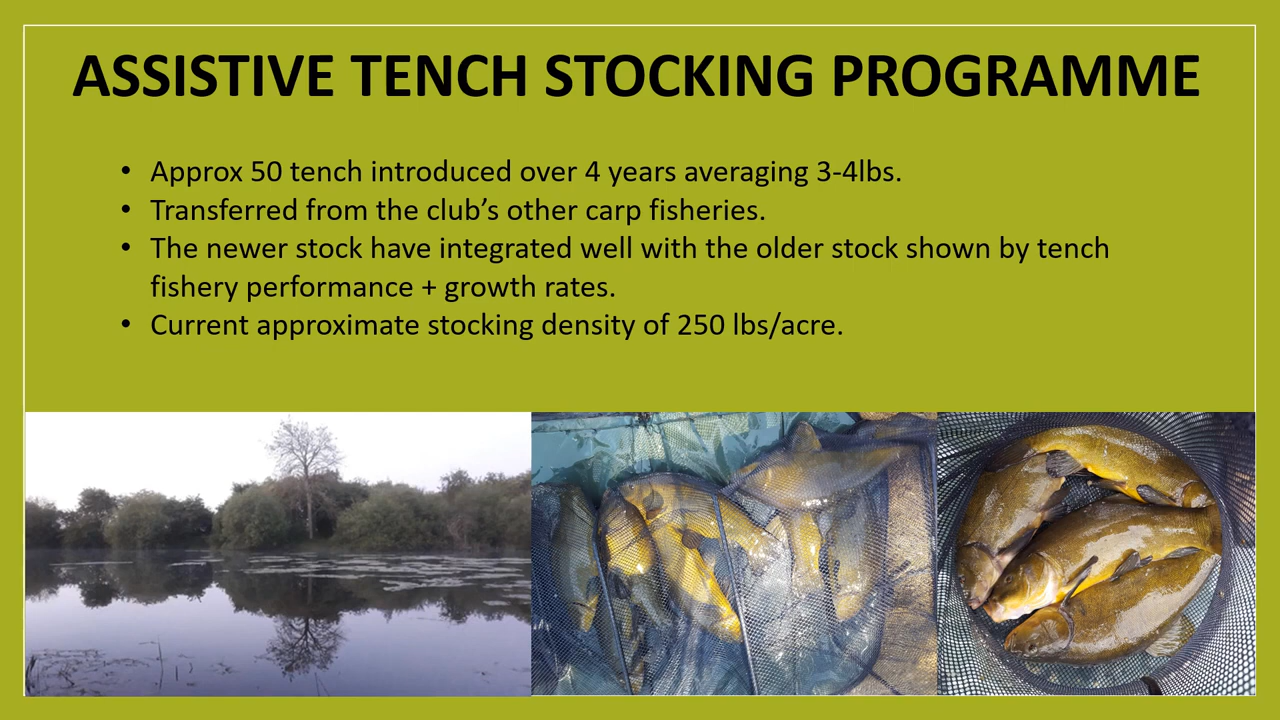 ASSISTIVE TENCH STOCKING PROGRAMME
• Approx 50 tench introduced over 4 years averaging 3-4lbs.
• Transferred from the club’s other carp fisheries.
• The newer stock have integrated well with the older stock shown by tench
fishery performance + growth rates.
• Current approximate stocking density of 250 lbs/acre.